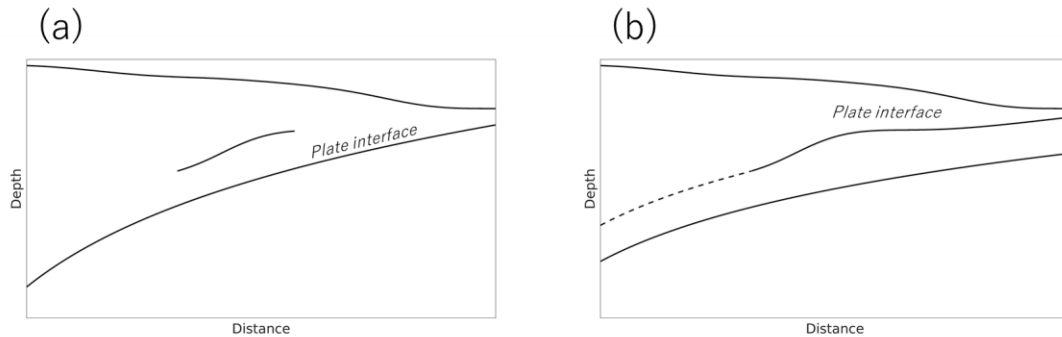 (a)
Plate interface
Depth
Distance
(b)
Plate interface
Depth
Distance